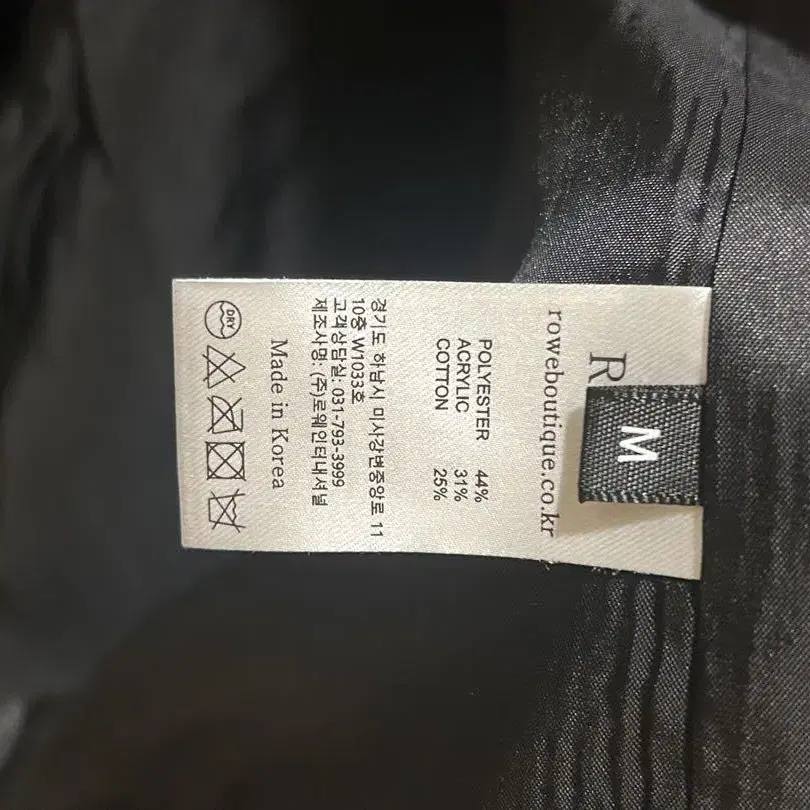 M
roweboutique.co.kr
POLYESTER 44%
ACRYLIC 31%
COTTON 25%
경기도 하남시 미사강변중앙로 11
10층 W1033호
고객상담실: 031-793-3999
제조사명: (주)로웨인터내셔널
Made in Korea
DRY